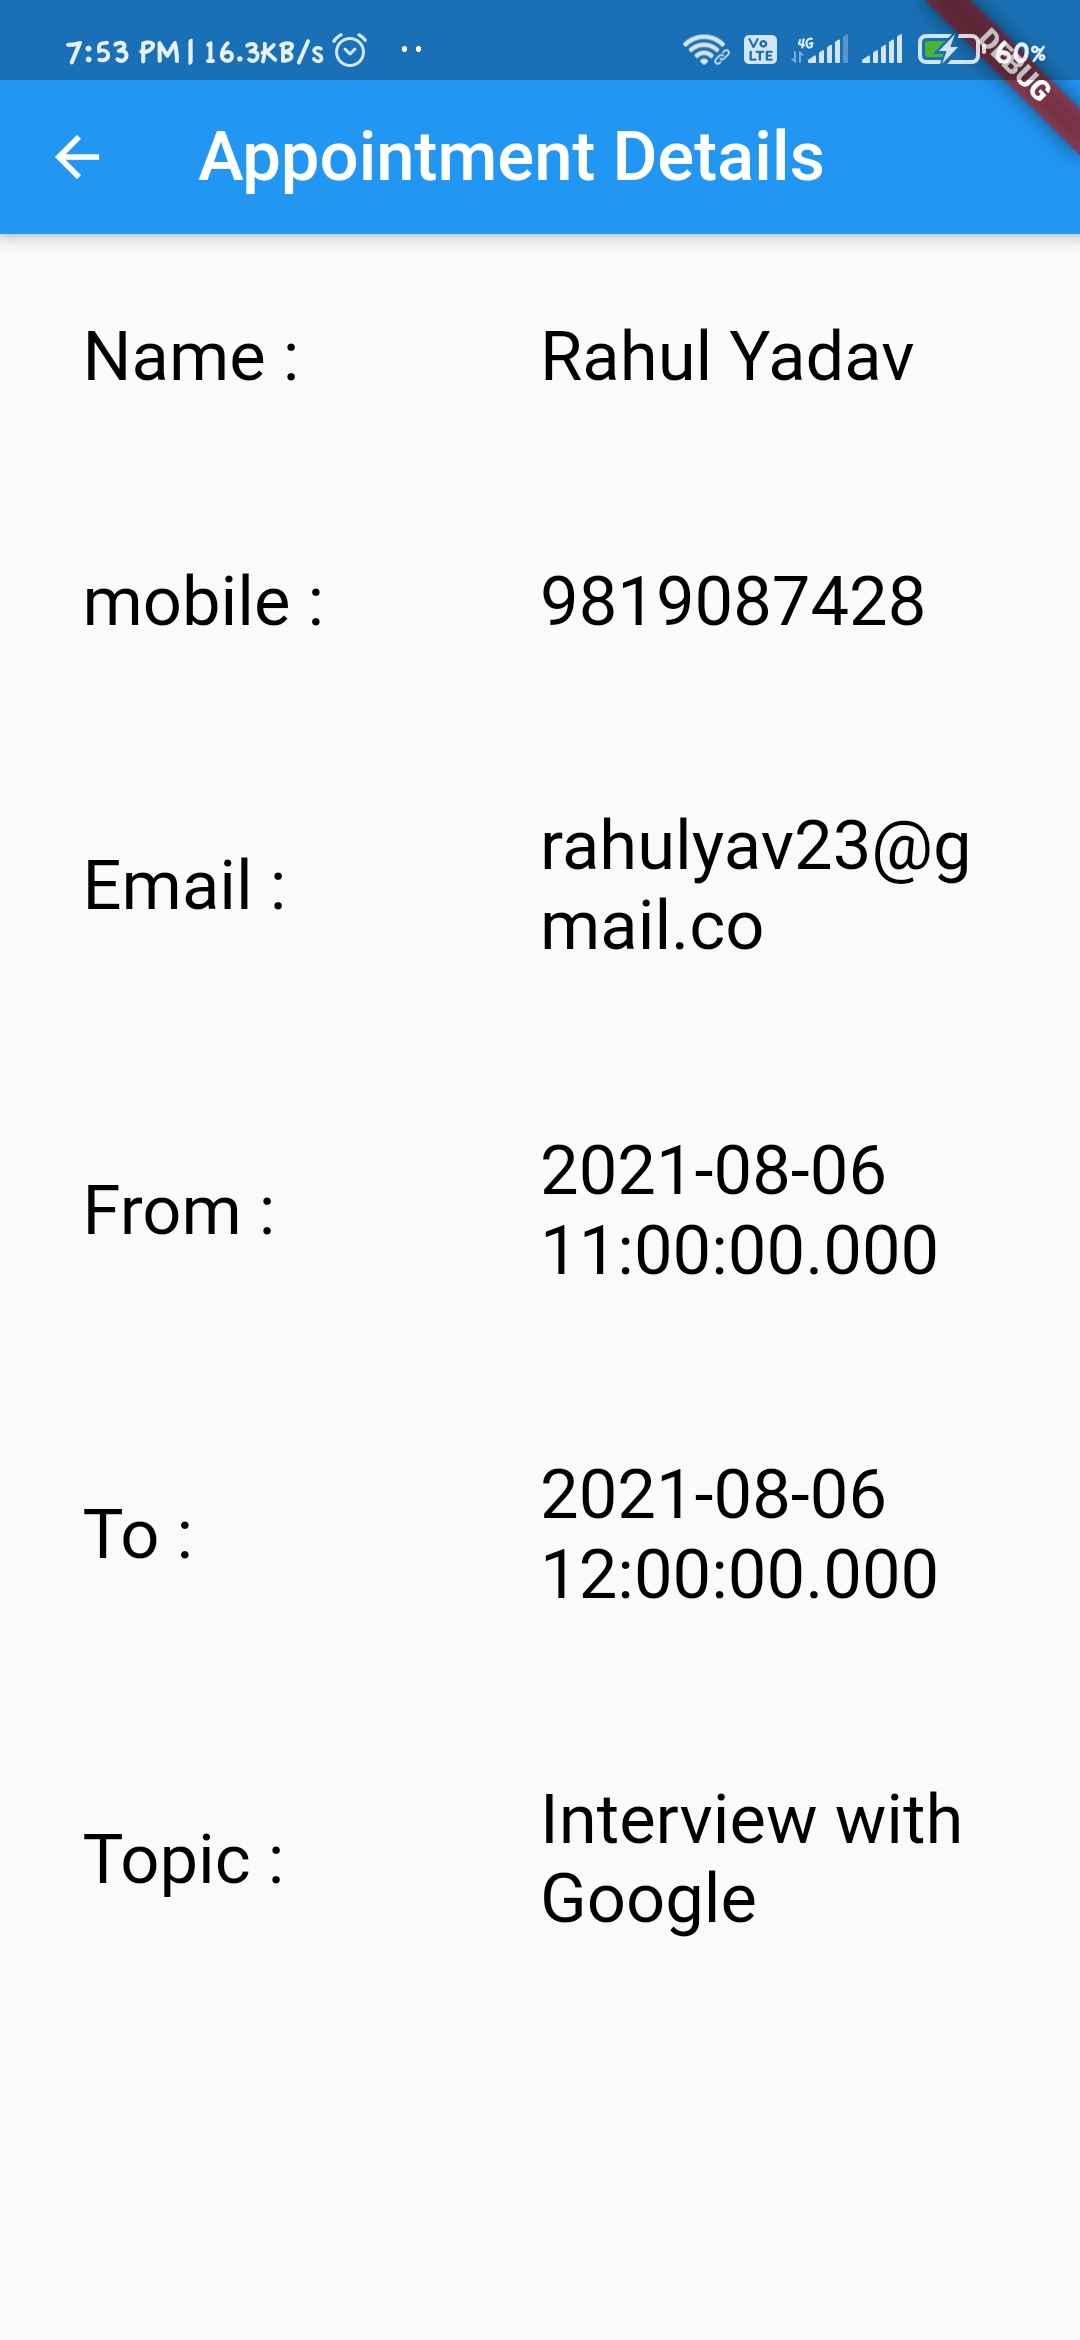 7:53 PM | 16.3KB/s
Vo LTE 4G 60%
DEBUG
Appointment Details
Name : Rahul Yadav
mobile : 9819087428
Email : rahulyav23@g
mail.co
From : 2021-08-06
11:00:00.000
To : 2021-08-06
12:00:00.000
Topic : Interview with
Google